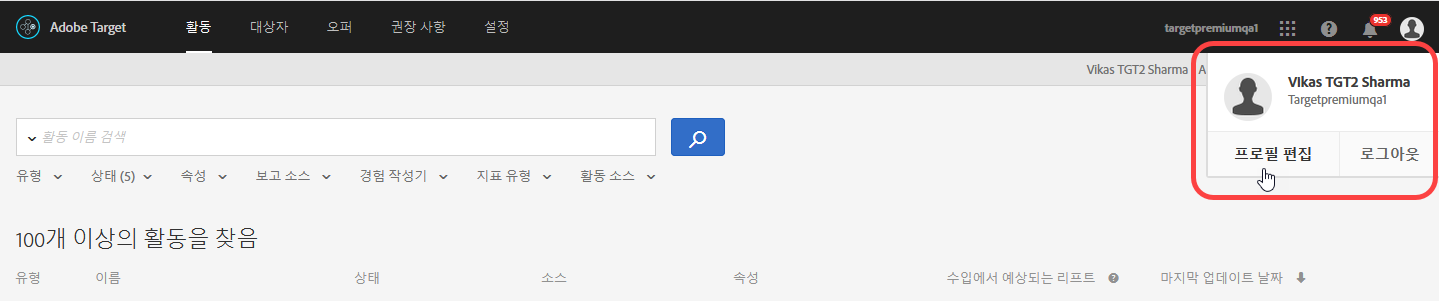 Adobe Target 활동 대상자 오퍼 권장 사항 설정 targetpremiumqa1 953
Vikas TGT2 Sharma A
Vikas TGT2 Sharma
Targetpremiumqa1
프로필 편집 로그아웃
활동 이름 검색
유형 상태 (5) 속성 보고 소스 경험 작성기 지표 유형 활동 소스
100개 이상의 활동을 찾음
유형 이름 상태 소스 속성 수입에서 예상되는 리프트 마지막 업데이트 날짜